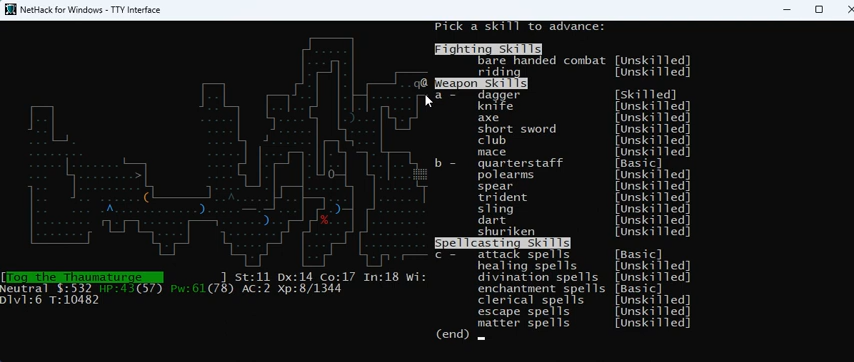 NetHack for Windows - TTY Interface
Pick a skill to advance:
Fighting Skills
bare handed combat [Unskilled]
riding [Unskilled]
Weapon Skills
a - dagger [Skilled]
knife [Unskilled]
axe [Unskilled]
short sword [Unskilled]
club [Unskilled]
mace [Unskilled]
b - quarterstaff [Basic]
polearms [Unskilled]
spear [Unskilled]
trident [Unskilled]
sling [Unskilled]
dart [Unskilled]
shuriken [Unskilled]
Spellcasting Skills
c - attack spells [Basic]
healing spells [Unskilled]
divination spells [Unskilled]
enchantment spells [Basic]
clerical spells [Unskilled]
escape spells [Unskilled]
matter spells [Unskilled]
(end)
[Tog the Thaumaturge ] St:11 Dx:14 Co:17 In:18 Wi:
Neutral $:532 HP:43(57) Pw:61(78) AC:2 Xp:8/1344
Dlvl:6 T:10482